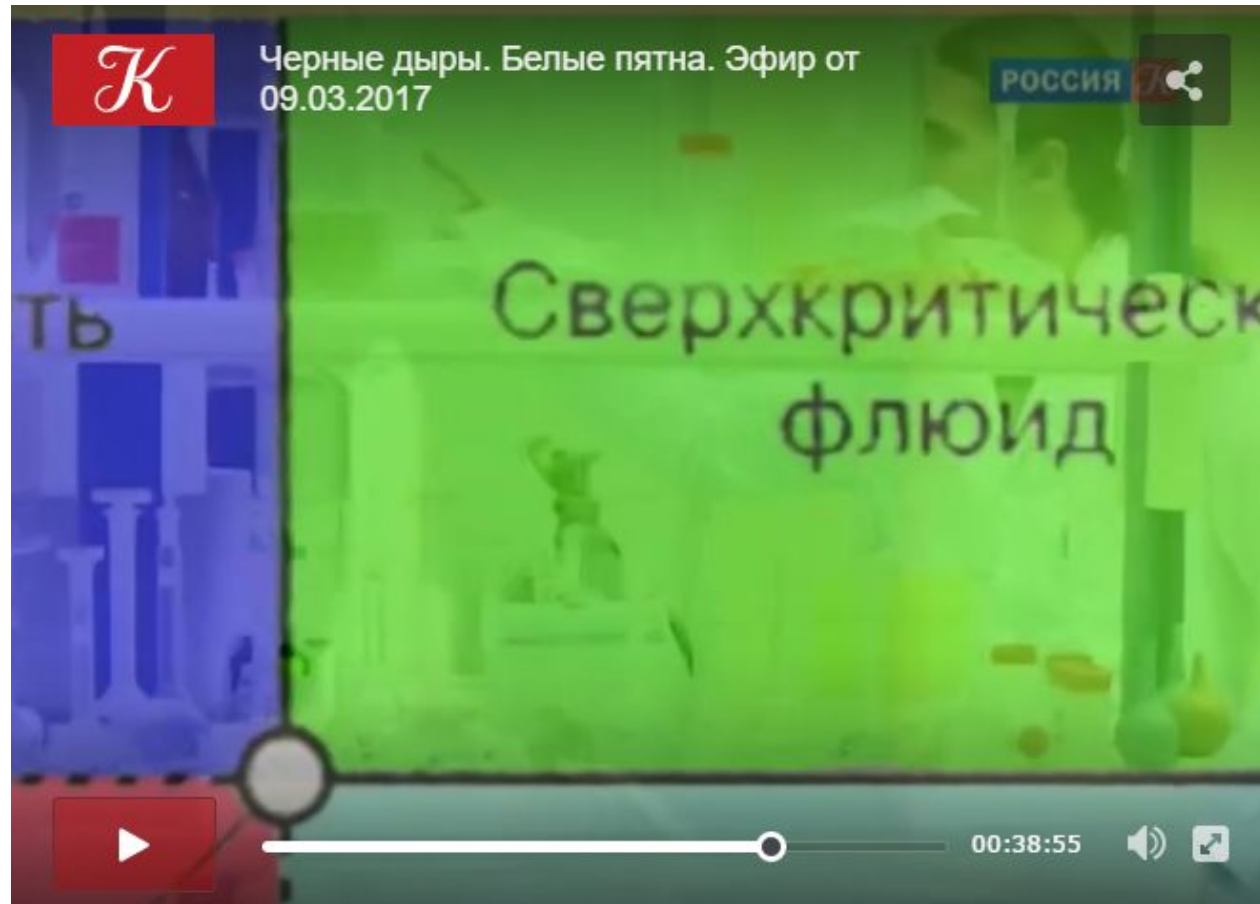 К
Черные дыры. Белые пятна. Эфир от
09.03.2017
РОССИЯ К
ть
Сверхкритическ
флюид
00:38:55